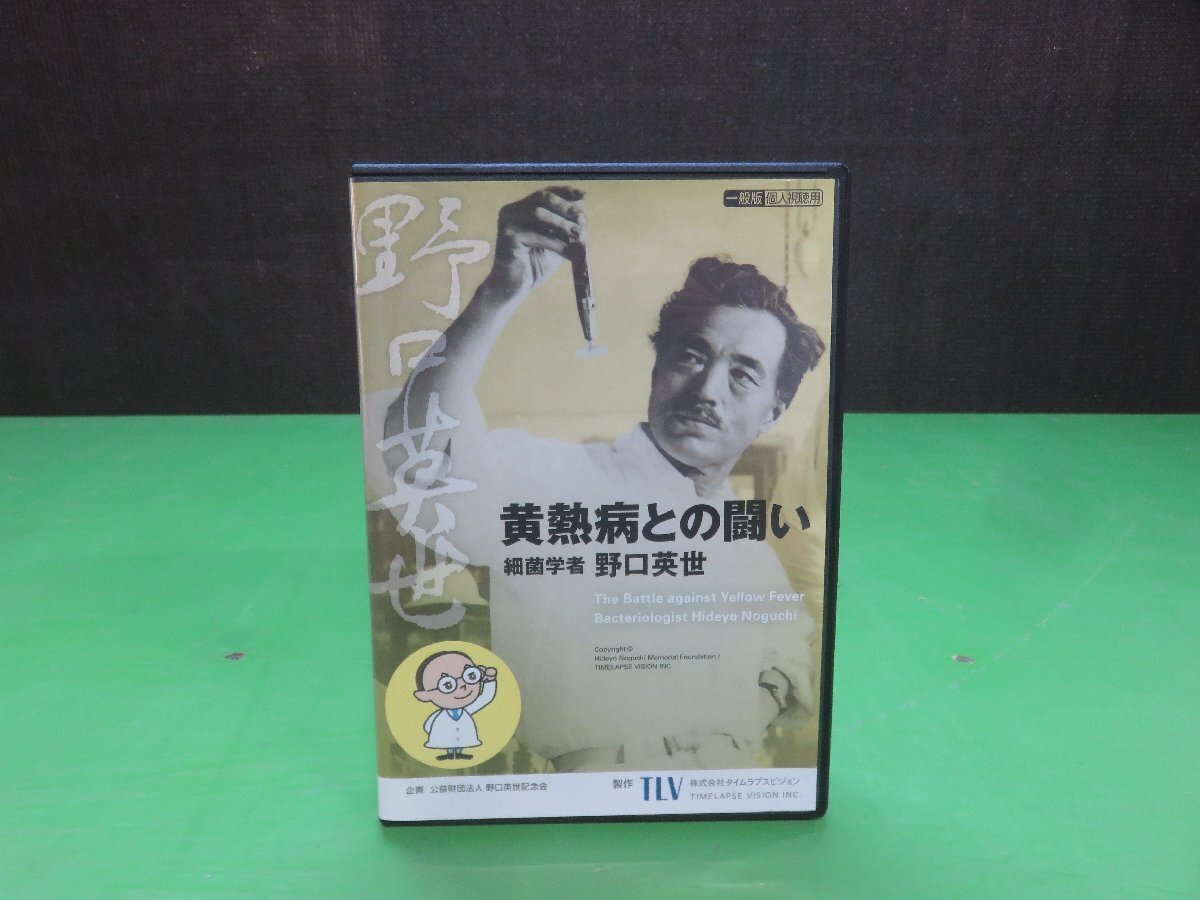 野口英世
一般版 個人視聴用
黄熱病との闘い
細菌学者 野口英世
The Battle against Yellow Fever
Bacteriologist Hideyo Noguchi
Copyright ©
Hideyo Noguchi Memorial Foundation /
TIMELAPSE VISION INC.
企画 公益財団法人 野口英世記念会
製作 TLV 株式会社タイムラプスビジョン
TIMELAPSE VISION INC.